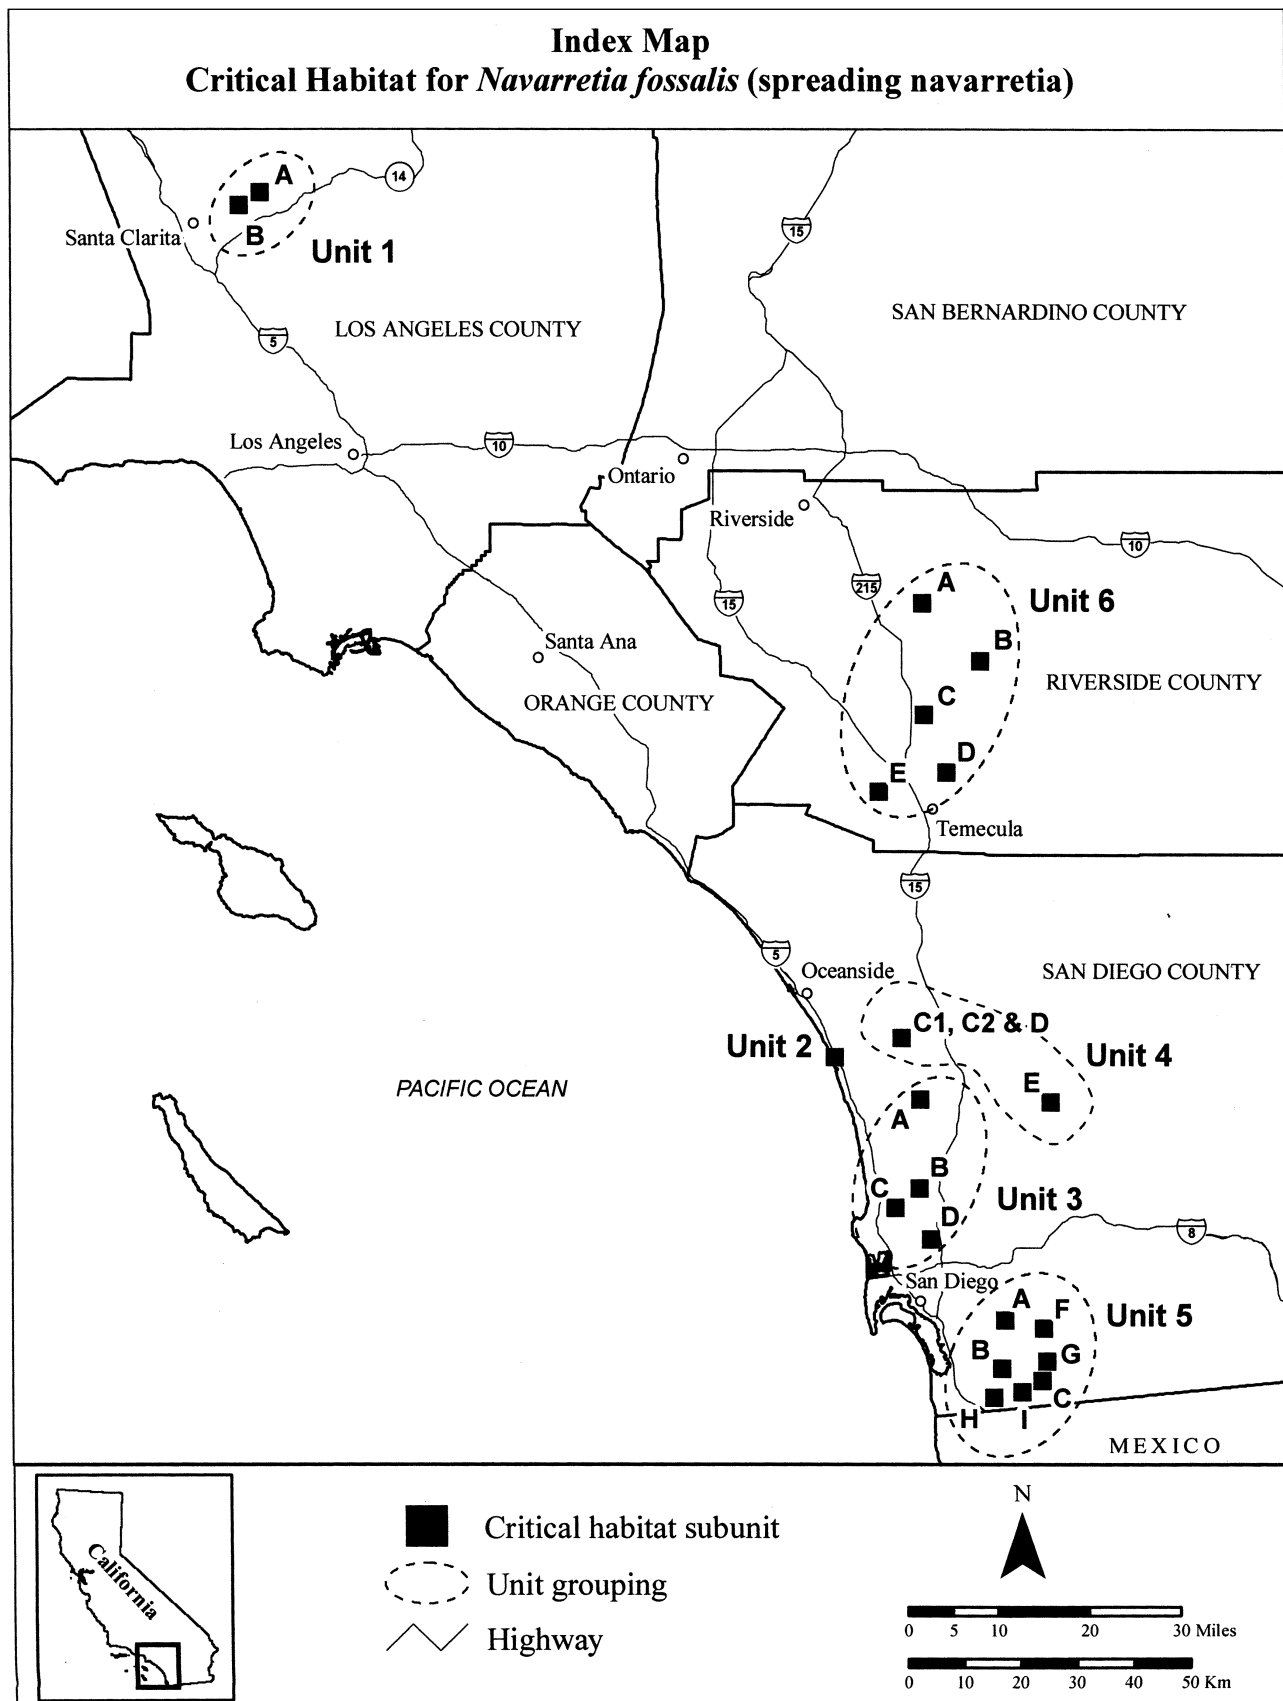 Index Map
Critical Habitat for Navarretia fossalis (spreading navarretia)
A
14
Santa Clarita
B
Unit 1
15
SAN BERNARDINO COUNTY
LOS ANGELES COUNTY
5
Los Angeles
10
Ontario
Riverside
10
A
215
15
Unit 6
B
Santa Ana
RIVERSIDE COUNTY
C
ORANGE COUNTY
D
E
Temecula
15
5
Oceanside
SAN DIEGO COUNTY
C1, C2 & D
Unit 2
Unit 4
PACIFIC OCEAN
E
A
B
C
Unit 3
D
8
San Diego
A
F
Unit 5
B
G
C
H
I
MEXICO
California
Critical habitat subunit
Unit grouping
Highway
N
0 5 10 20 30 Miles
0 10 20 30 40 50 Km